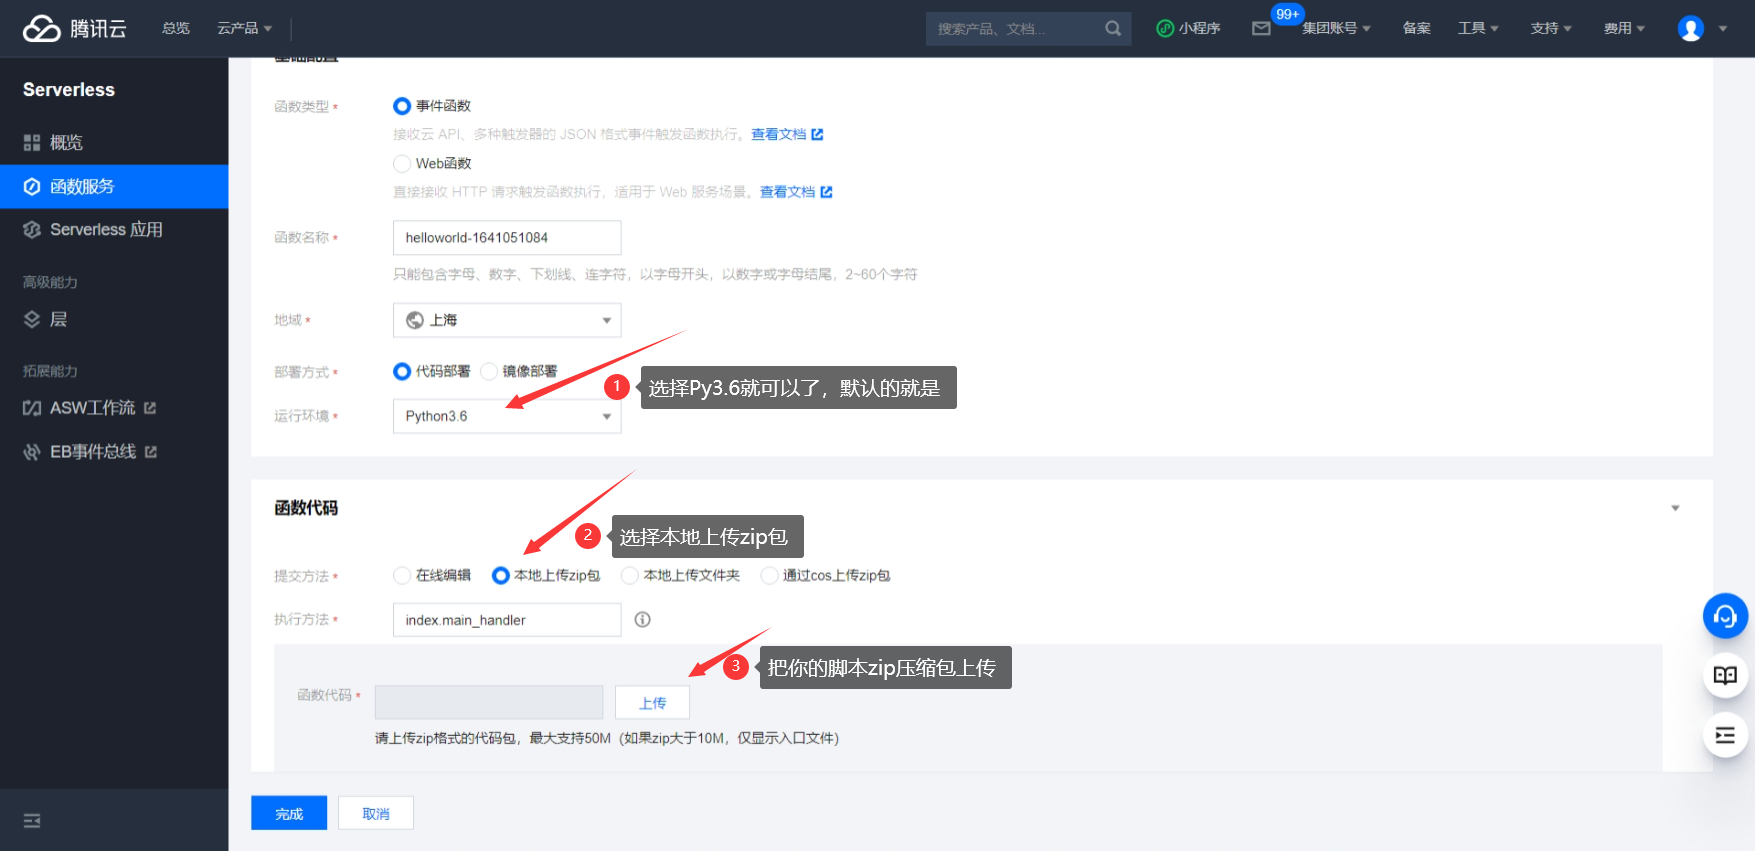 腾讯云
总览
云产品
搜索产品、文档...
小程序
99+
集团账号
备案
工具
支持
费用
Serverless
概览
函数服务
Serverless 应用
高级能力
层
拓展能力
ASW工作流
EB事件总线
基础配置
函数类型*
事件函数
接收云 API、多种触发器的 JSON 格式事件触发函数执行。查看文档
Web函数
直接接收 HTTP 请求触发函数执行，适用于 Web 服务场景。查看文档
函数名称*
helloworld-1641051084
只能包含字母、数字、下划线、连字符，以字母开头，以数字或字母结尾，2~60个字符
地域*
上海
部署方式*
代码部署
镜像部署
1
选择Py3.6就可以了，默认的就是
运行环境*
Python3.6
函数代码
2
选择本地上传zip包
提交方法*
在线编辑
本地上传zip包
本地上传文件夹
通过cos上传zip包
执行方法*
index.main_handler
3
把你的脚本zip压缩包上传
函数代码*
上传
请上传zip格式的代码包，最大支持50M（如果zip大于10M，仅显示入口文件)
完成
取消